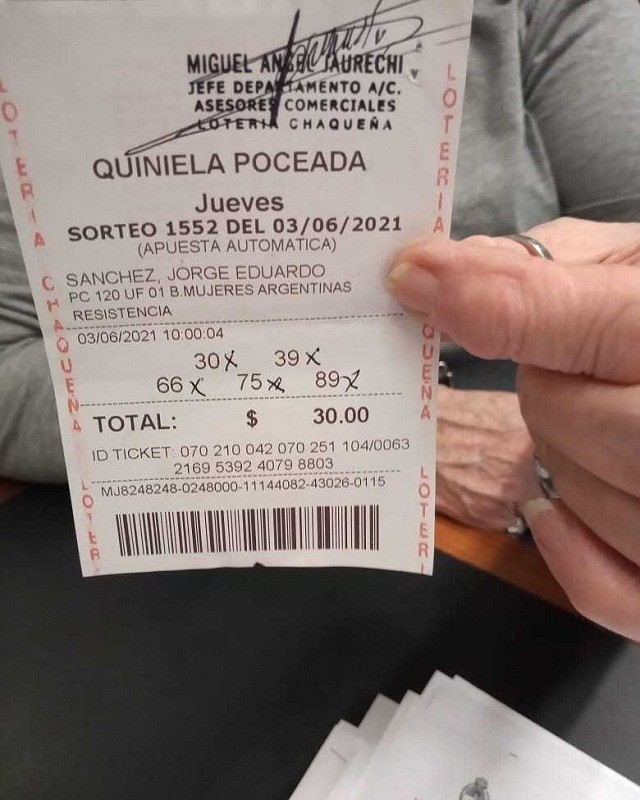 MIGUEL ANGEL JAURECHI
JEFE DEPARTAMENTO A/C.
ASESORES COMERCIALES
LOTERIA CHAQUEÑA
QUINIELA POCEADA
Jueves
SORTEO 1552 DEL 03/06/2021
(APUESTA AUTOMATICA)
SANCHEZ, JORGE EDUARDO
PC 120 UF 01 B.MUJERES ARGENTINAS
RESISTENCIA
03/06/2021 10:00:04
30 39
66 75 89
TOTAL: $ 30.00
ID TICKET: 070 210 042 070 251 104/0063
2169 5392 4079 8803
MJ8248248-0248000-11144082-43026-0115
LOTERIA CHAQUEÑA LOTER
LOTERIA QUEÑA LOTERI